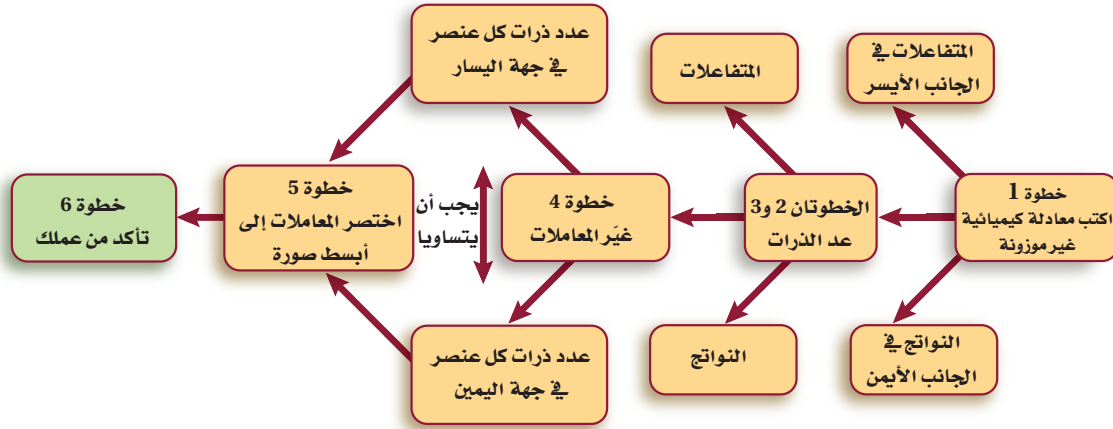 خطوة 1
اكتب معادلة كيميائية
غير موزونة
المتفاعلات في
الجانب الأيسر
النواتج في
الجانب الأيمن
الخطوتان 2 و3
عد الذرات
المتفاعلات
النواتج
خطوة 4
غيّر المعاملات
عدد ذرات كل عنصر
في جهة اليسار
يجب أن
يتساويا
عدد ذرات كل عنصر
في جهة اليمين
خطوة 5
اختصر المعاملات إلى
أبسط صورة
خطوة 6
تأكد من عملك